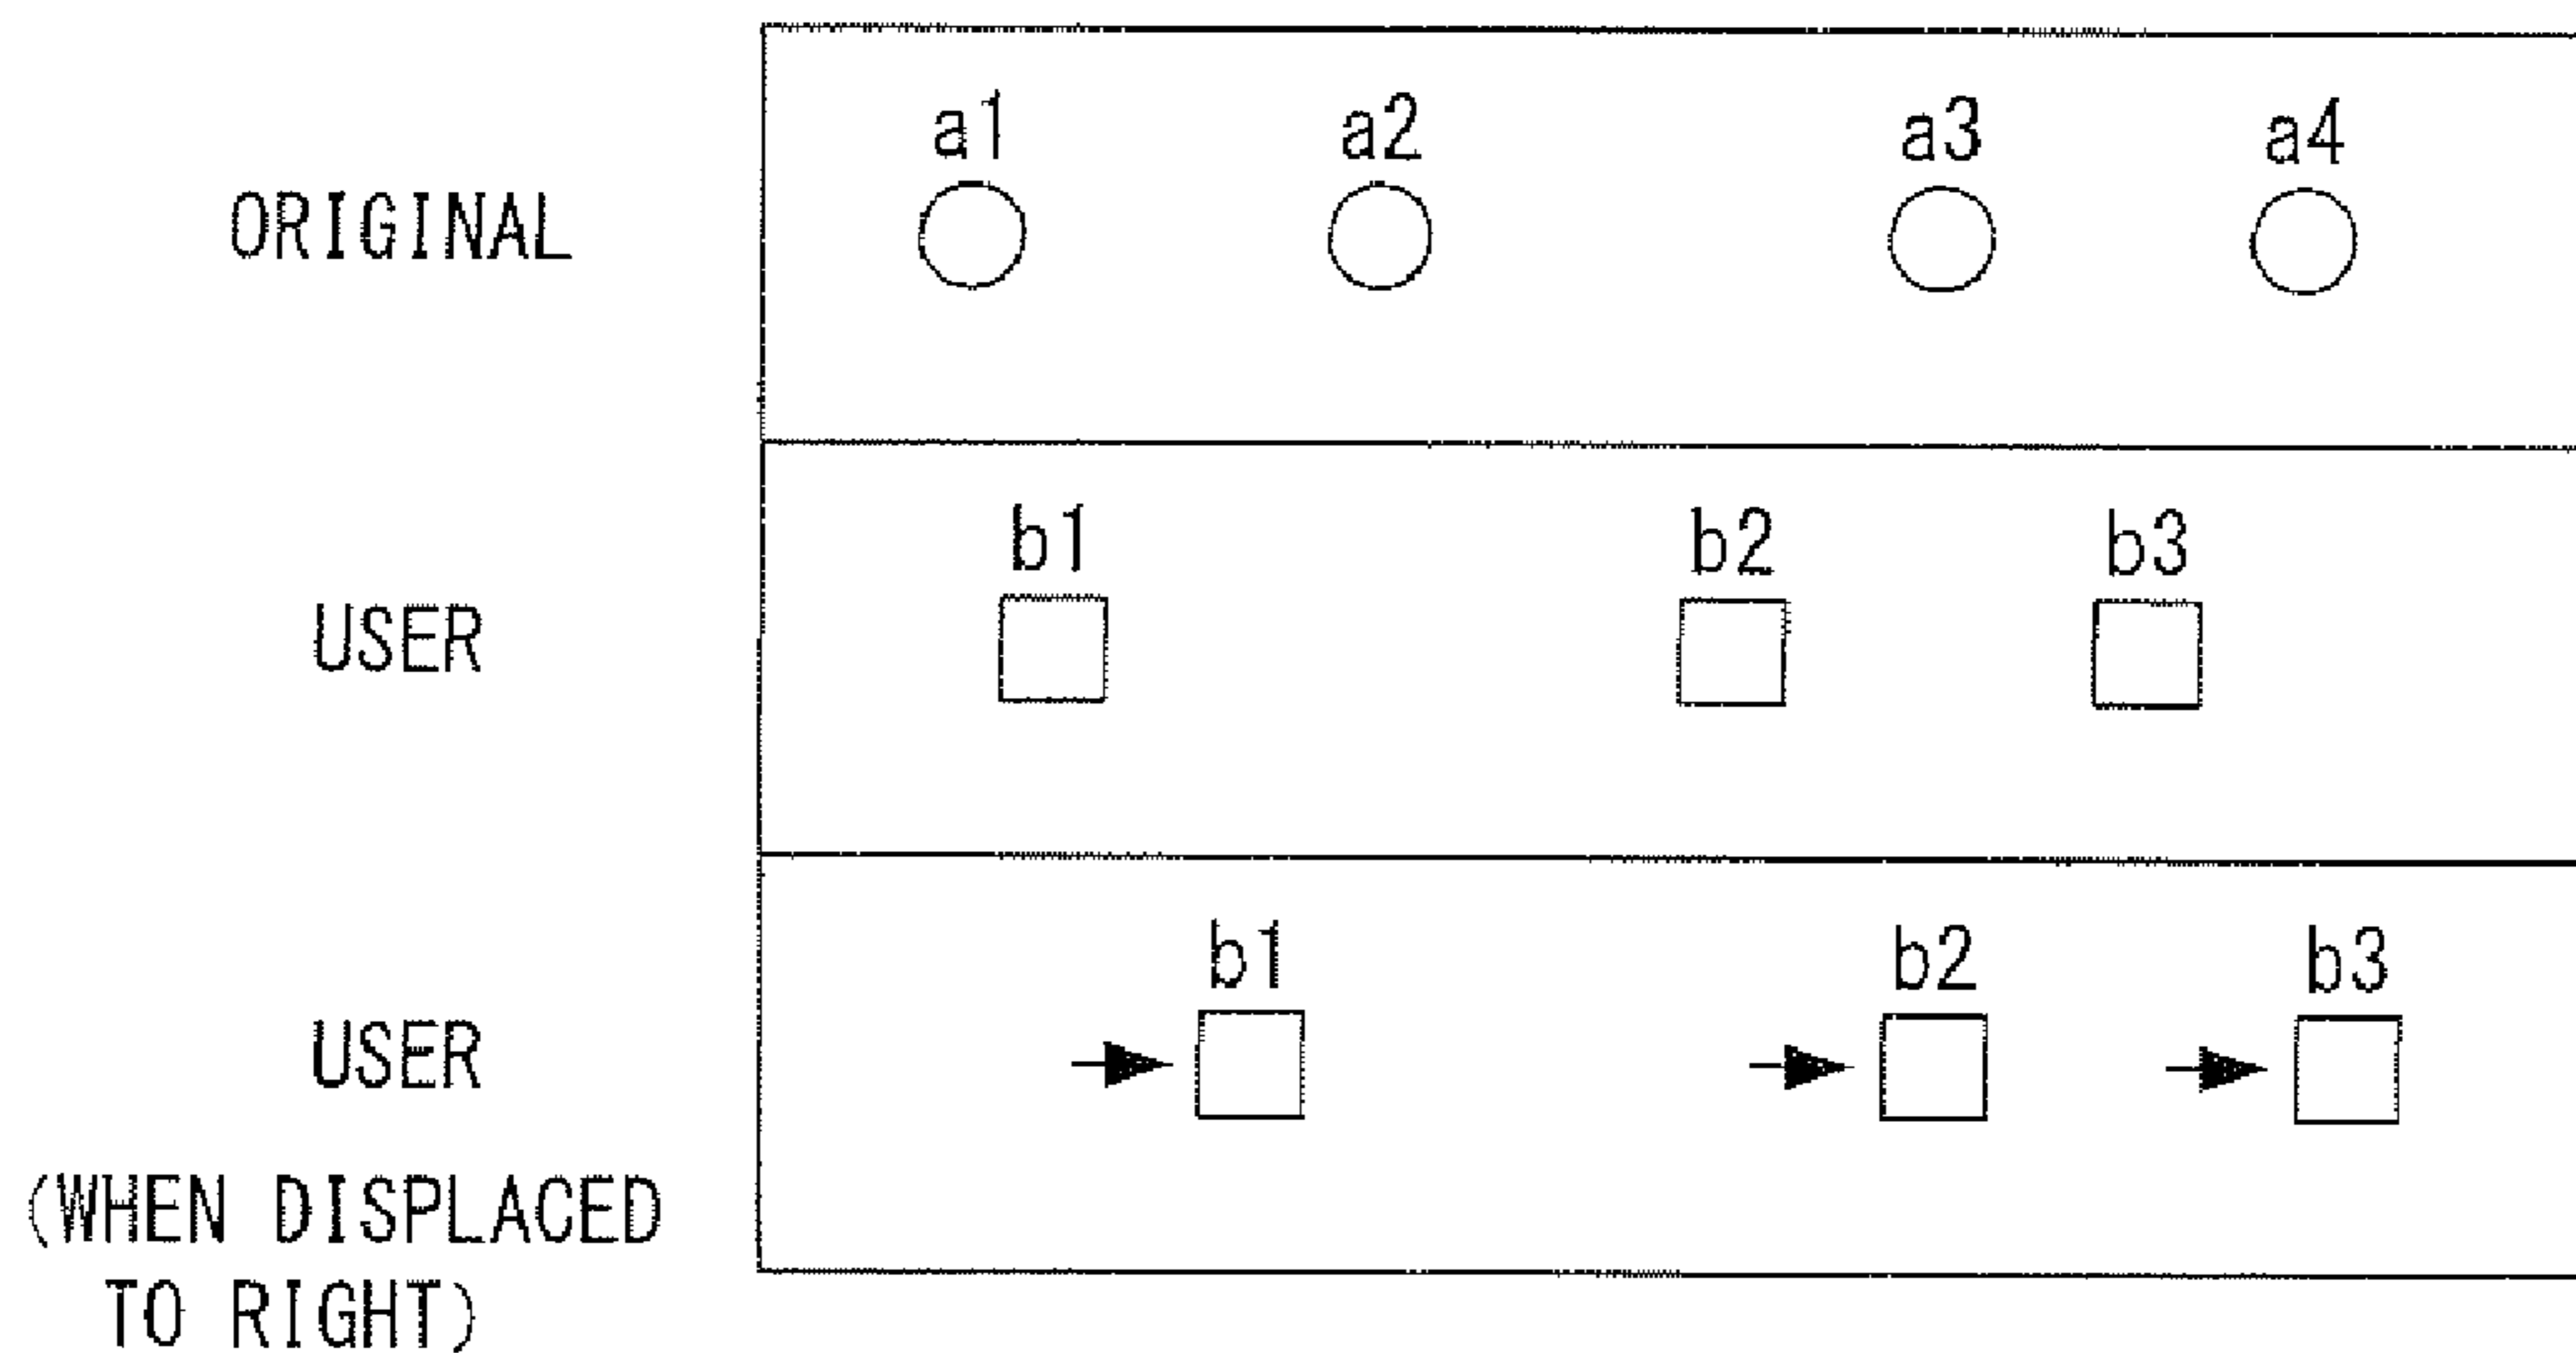 ORIGINAL
a1 a2 a3 a4
USER
b1 b2 b3
USER
(WHEN DISPLACED
TO RIGHT)
b1 b2 b3